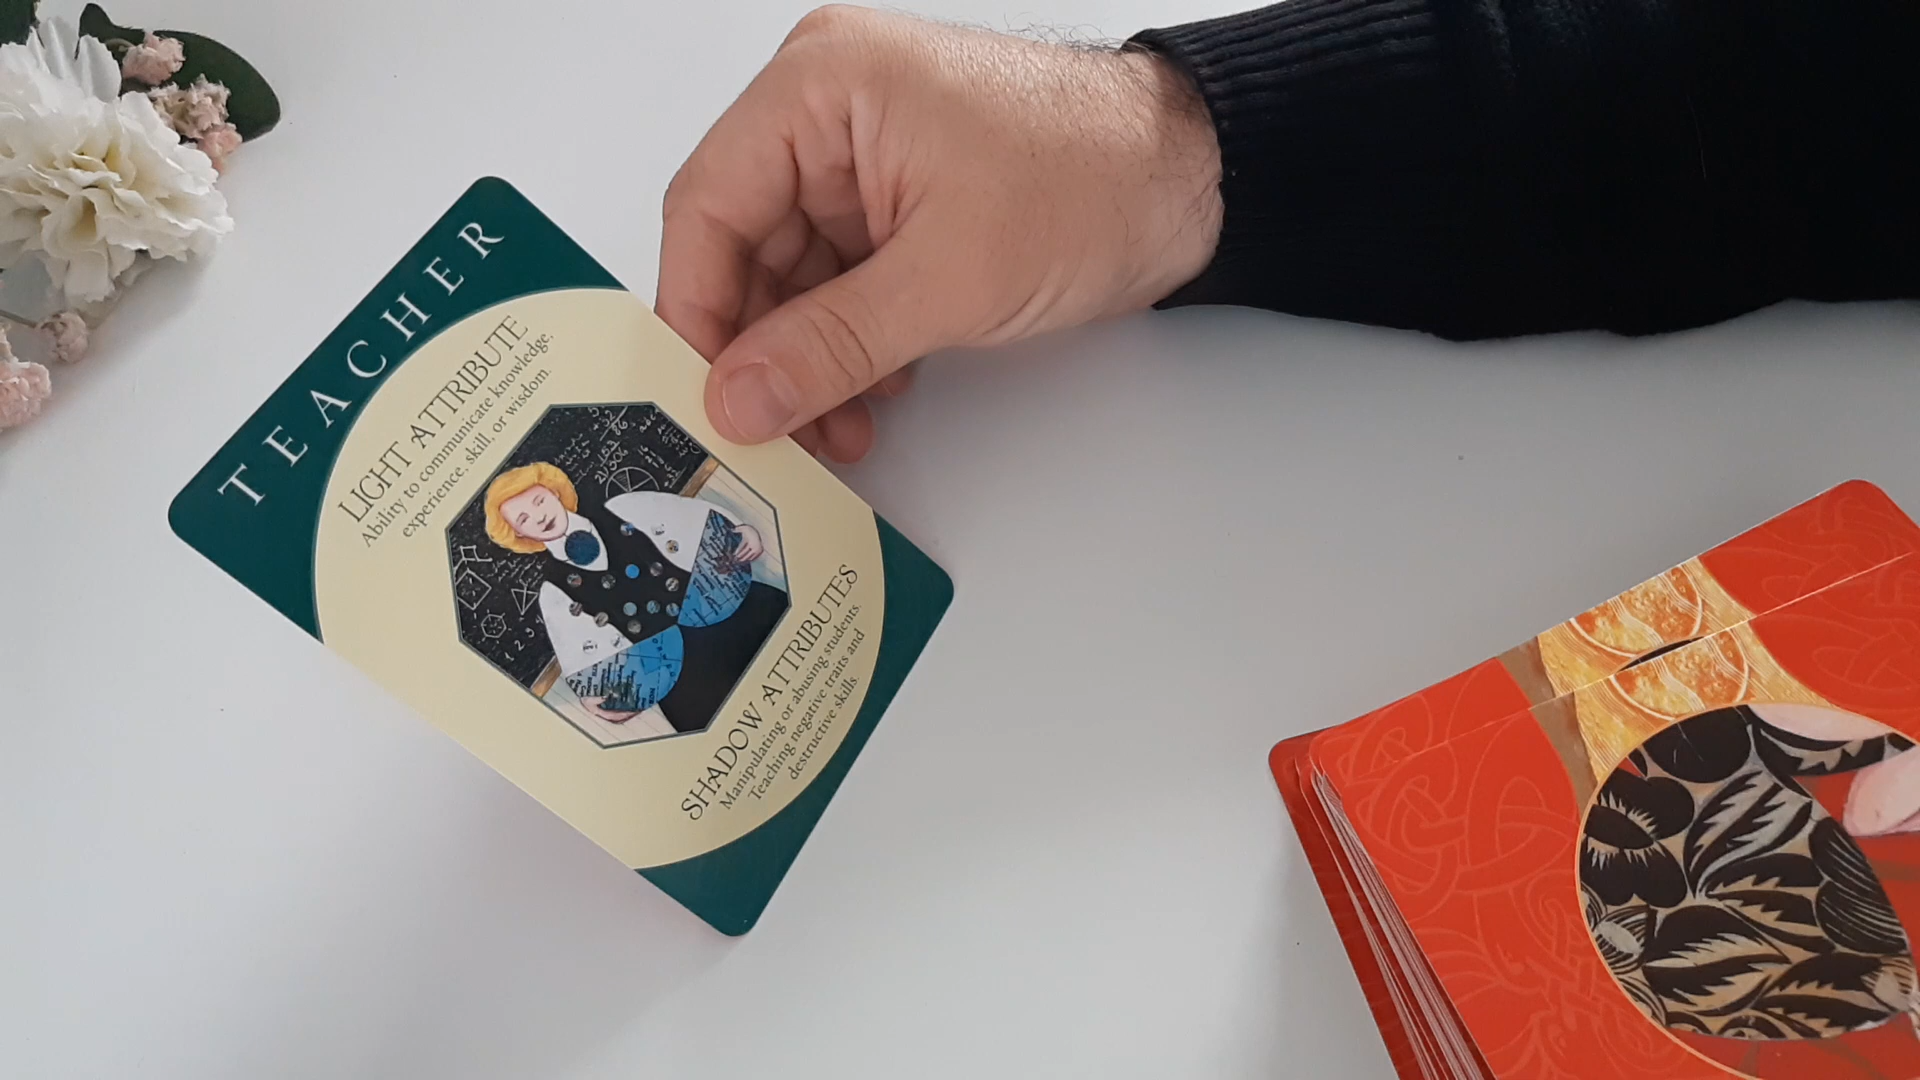 TEACHER
LIGHT ATTRIBUTE
Ability to communicate knowledge,
experience, skill, or wisdom.
SHADOW ATTRIBUTES
Manipulating or abusing students.
Teaching negative traits and
destructive skills.